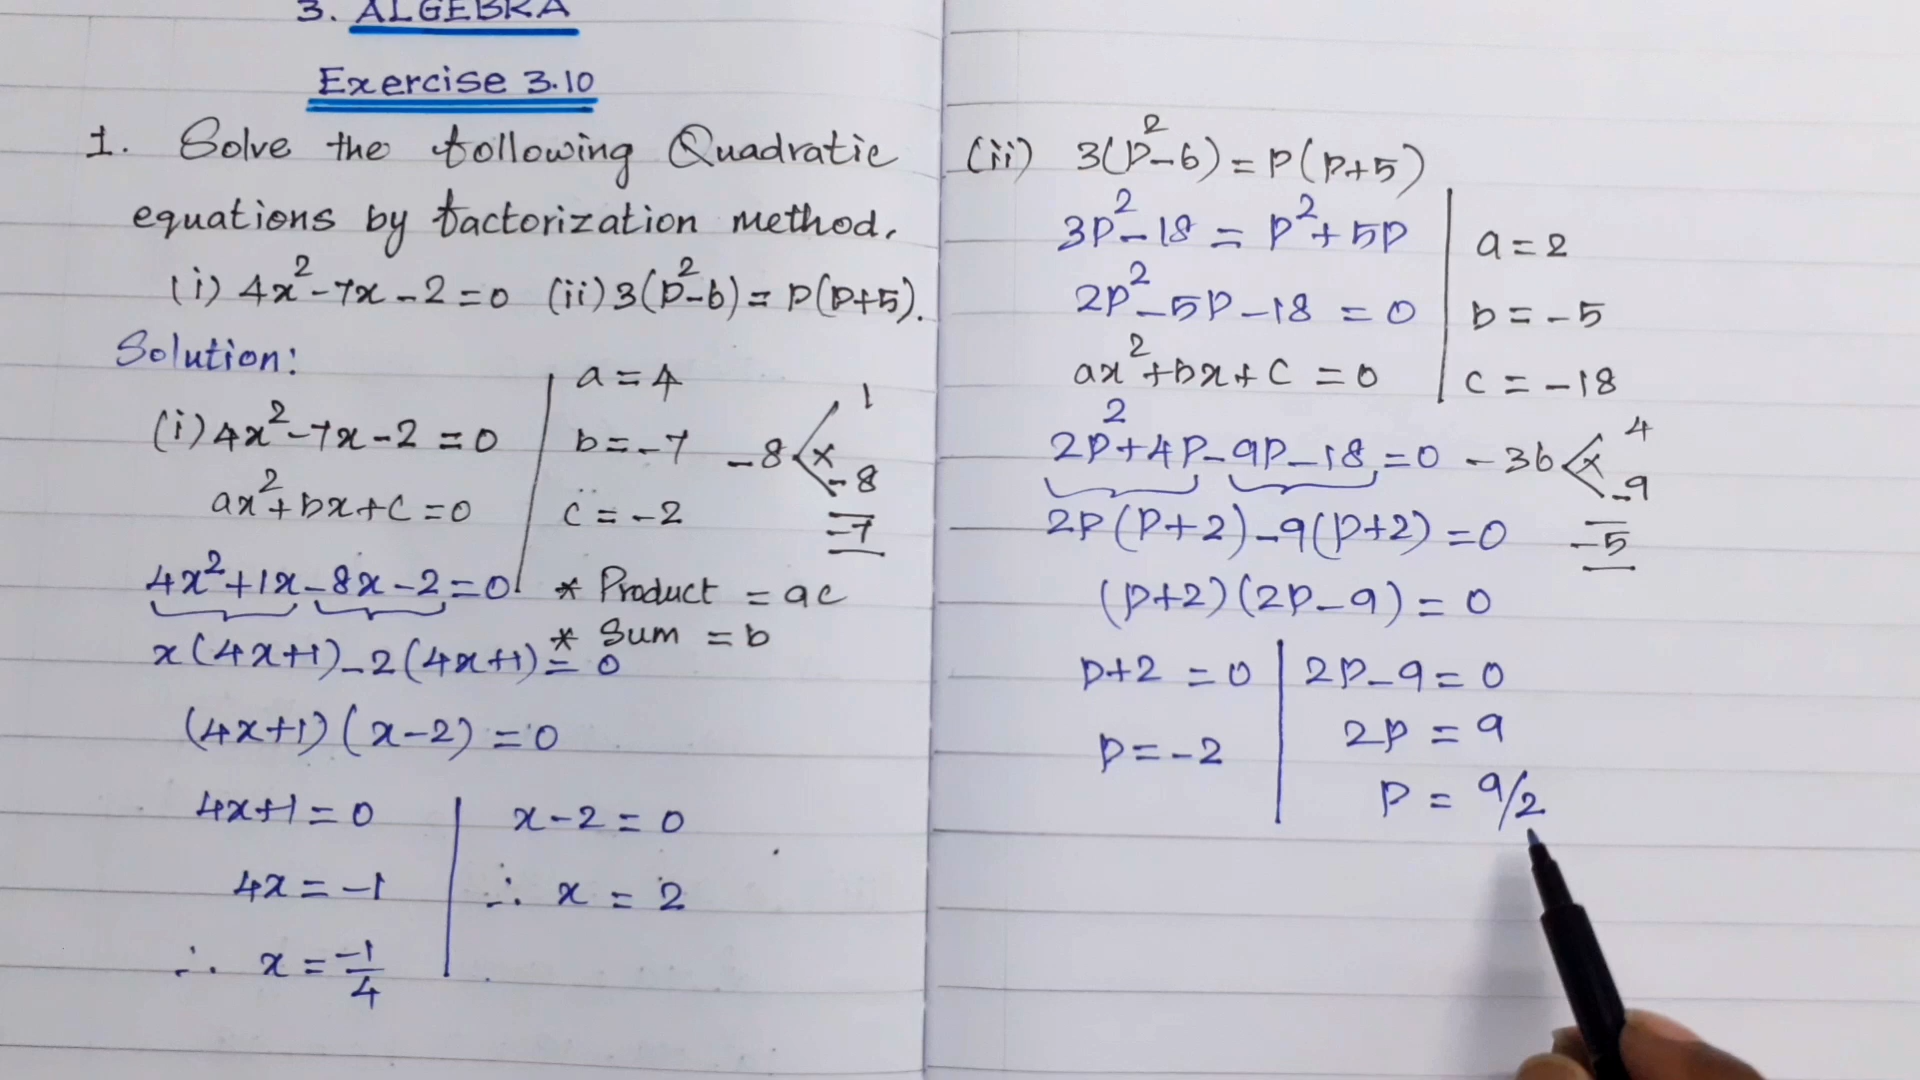 3. ALGEBRA
Exercise 3.10
1. Solve the following Quadratic
equations by factorization method.
(i) 4x²-7x-2=0 (ii) 3(p²-6)=p(p+5).
Solution:
(i) 4x²-7x-2=0
ax²+bx+c=0
a=4
b=-7
c=-2
-8
1
×
-8
-7
4x²+1x-8x-2=0
* Product = ac
* Sum = b
x(4x+1)-2(4x+1)=0
(4x+1)(x-2)=0
4x+1=0
4x=-1
∴ x=-1/4
x-2=0
∴ x=2
(ii) 3(p²-6)=p(p+5)
3p²-18=p²+5p
2p²-5p-18=0
ax²+bx+c=0
a=2
b=-5
c=-18
2p²+4p-9p-18=0
-36
4
×
-9
-5
2p(p+2)-9(p+2)=0
(p+2)(2p-9)=0
p+2=0
p=-2
2p-9=0
2p=9
p=9/2